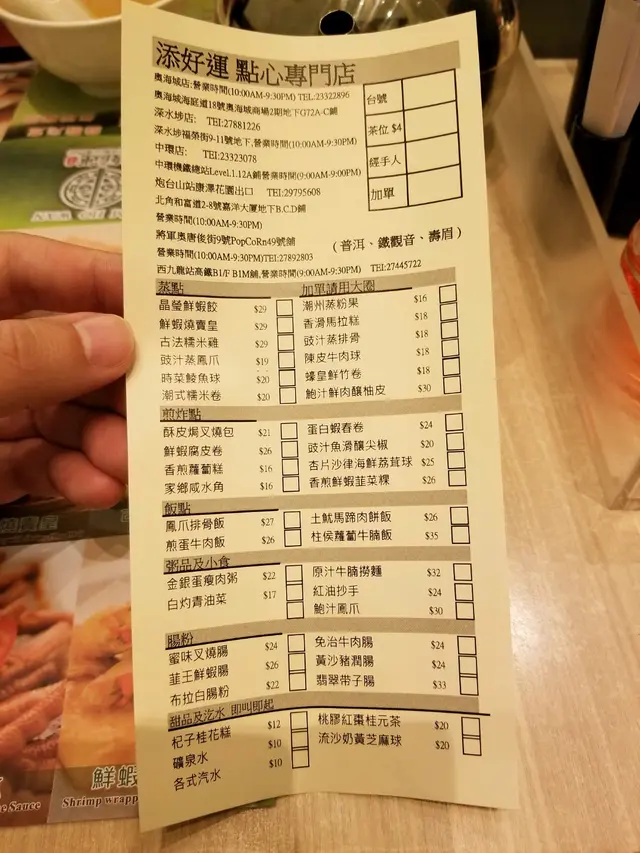 添好運 點心專門店
奧海城店:營業時間(10:00AM-9:30PM) TEL:23322896
奧海城海庭道18號奧海城商場2期地下G72A-C鋪
深水埗店: TEL:27881226
深水埗福榮街9-11號地下,營業時間(10:00AM-9:30PM)
中環店: TEL:23323078
中環機鐵總站Level.1.12A鋪營業時間(9:00AM-9:00PM)
炮台山站康澤花園出口 TEL:29795608
北角和富道2-8號嘉洋大厦地下B.C.D鋪
營業時間(10:00AM-9:30PM)
將軍奧唐俊街9號PopCoRn49號舖
營業時間(10:00AM-9:30PM)TEL:27892803
西九龍站高鐵B1/F B1M舖,營業時間(9:00AM-9:30PM) TEL:27445722
台號
茶位 $4
經手人
加單
(普洱、鐵觀音、壽眉)
蒸點 加單請用大圈
晶瑩鮮蝦餃 $29 潮州蒸粉果 $16
鮮蝦燒賣皇 $29 香滑馬拉糕 $18
古法糯米雞 $29 豉汁蒸排骨 $18
豉汁蒸鳳爪 $19 陳皮牛肉球 $18
時菜鯪魚球 $20 蠔皇鮮竹卷 $18
潮式糯米卷 $20 鮑汁鮮肉釀柚皮 $30
煎炸點
酥皮焗叉燒包 $21 蛋白蝦春卷 $24
鮮蝦腐皮卷 $26 豉汁魚滑釀尖椒 $20
香煎蘿蔔糕 $16 杏片沙律海鮮荔茸球 $25
家鄉咸水角 $16 香煎鮮蝦韮菜粿 $26
飯點
鳳爪排骨飯 $27 土魷馬蹄肉餅飯 $26
煎蛋牛肉飯 $26 柱侯蘿蔔牛腩飯 $35
粥品及小食
金銀蛋瘦肉粥 $22 原汁牛腩撈麵 $32
白灼青油菜 $17 紅油抄手 $24
鮑汁鳳爪 $30
腸粉
蜜味叉燒腸 $24 免治牛肉腸 $24
韮王鮮蝦腸 $26 黃沙豬潤腸 $24
布拉白腸粉 $22 翡翠帶子腸 $33
甜品及汔水 即叫即起
杞子桂花糕 $12 桃膠紅棗桂元茶 $20
礦泉水 $10 流沙奶黃芝麻球 $20
各式汽水 $10
鮮蝦
Shrimp wrapp
e Sauce